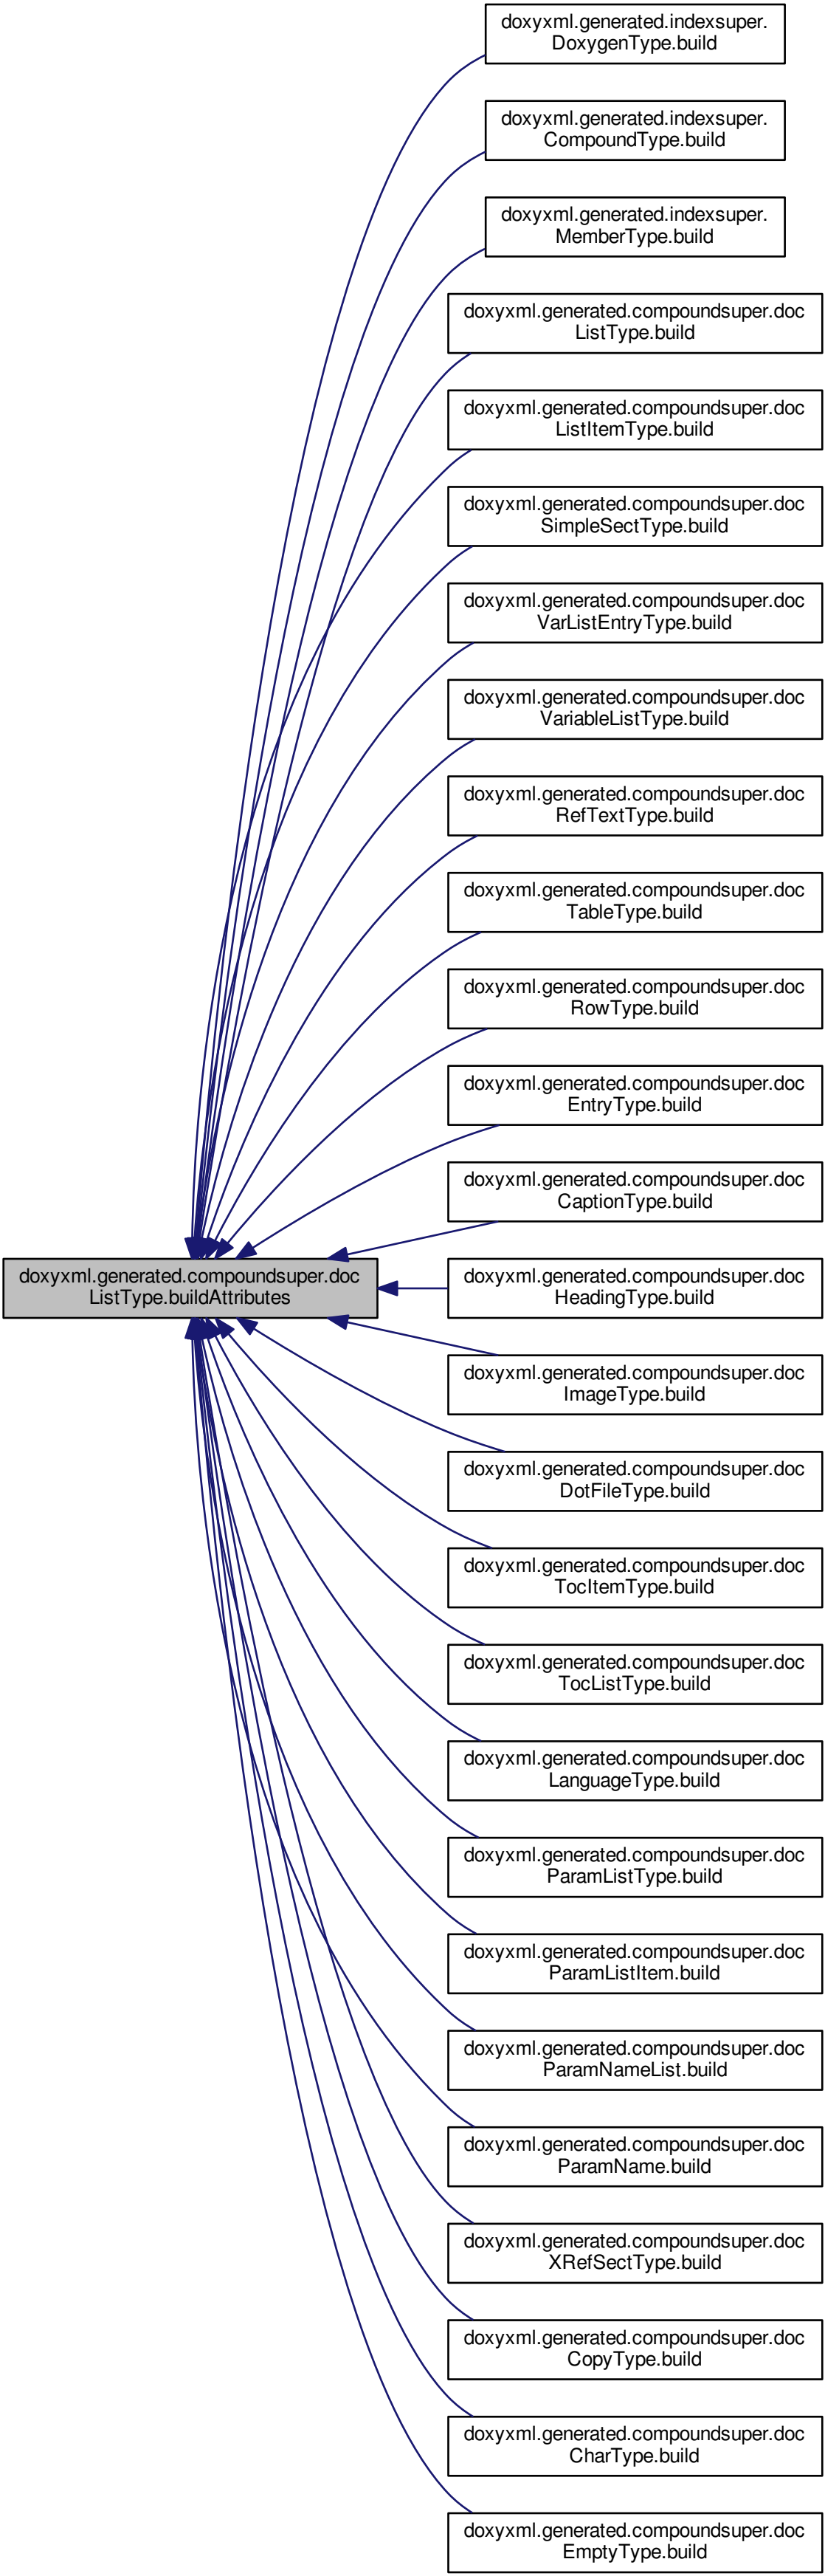 doxyxml.generated.indexsuper.
DoxygenType.build
doxyxml.generated.indexsuper.
CompoundType.build
doxyxml.generated.indexsuper.
MemberType.build
doxyxml.generated.compoundsuper.doc
ListType.build
doxyxml.generated.compoundsuper.doc
ListItemType.build
doxyxml.generated.compoundsuper.doc
SimpleSectType.build
doxyxml.generated.compoundsuper.doc
VarListEntryType.build
doxyxml.generated.compoundsuper.doc
VariableListType.build
doxyxml.generated.compoundsuper.doc
RefTextType.build
doxyxml.generated.compoundsuper.doc
TableType.build
doxyxml.generated.compoundsuper.doc
RowType.build
doxyxml.generated.compoundsuper.doc
EntryType.build
doxyxml.generated.compoundsuper.doc
CaptionType.build
doxyxml.generated.compoundsuper.doc
ListType.buildAttributes
doxyxml.generated.compoundsuper.doc
HeadingType.build
doxyxml.generated.compoundsuper.doc
ImageType.build
doxyxml.generated.compoundsuper.doc
DotFileType.build
doxyxml.generated.compoundsuper.doc
TocItemType.build
doxyxml.generated.compoundsuper.doc
TocListType.build
doxyxml.generated.compoundsuper.doc
LanguageType.build
doxyxml.generated.compoundsuper.doc
ParamListType.build
doxyxml.generated.compoundsuper.doc
ParamListItem.build
doxyxml.generated.compoundsuper.doc
ParamNameList.build
doxyxml.generated.compoundsuper.doc
ParamName.build
doxyxml.generated.compoundsuper.doc
XRefSectType.build
doxyxml.generated.compoundsuper.doc
CopyType.build
doxyxml.generated.compoundsuper.doc
CharType.build
doxyxml.generated.compoundsuper.doc
EmptyType.build